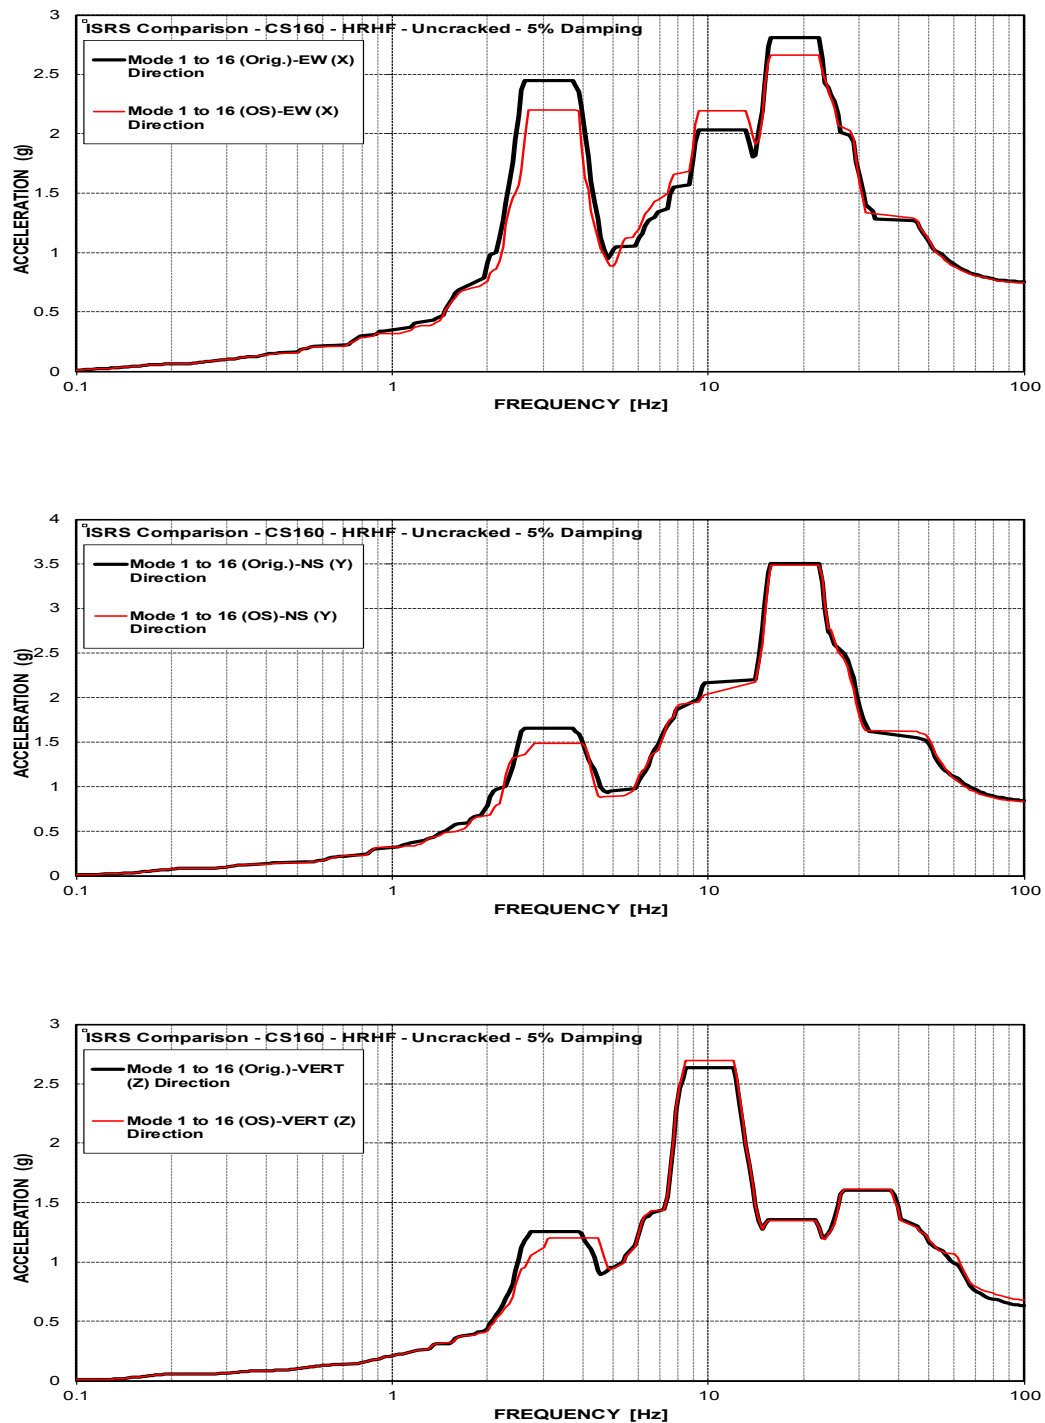 ISRS Comparison - CS160 - HRHF - Uncracked - 5% Damping
Mode 1 to 16 (Orig.)-EW (X)
Direction
Mode 1 to 16 (OS)-EW (X)
Direction
3
2.5
2
1.5
1
0.5
0
ACCELERATION (g)
0.1 1 10 100
FREQUENCY [Hz]
ISRS Comparison - CS160 - HRHF - Uncracked - 5% Damping
Mode 1 to 16 (Orig.)-NS (Y)
Direction
Mode 1 to 16 (OS)-NS (Y)
Direction
4
3.5
3
2.5
2
1.5
1
0.5
0
ACCELERATION (g)
0.1 1 10 100
FREQUENCY [Hz]
ISRS Comparison - CS160 - HRHF - Uncracked - 5% Damping
Mode 1 to 16 (Orig.)-VERT
(Z) Direction
Mode 1 to 16 (OS)-VERT (Z)
Direction
3
2.5
2
1.5
1
0.5
0
ACCELERATION (g)
0.1 1 10 100
FREQUENCY [Hz]